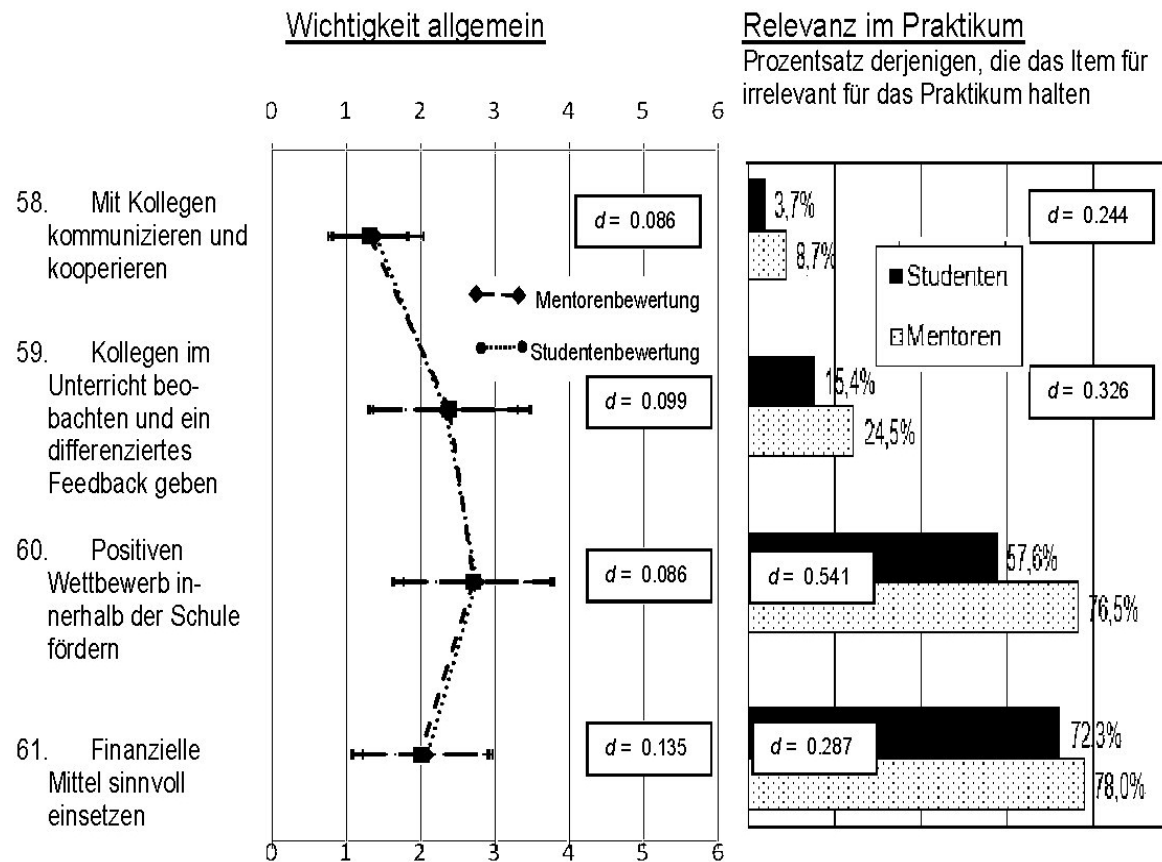 Wichtigkeit allgemein
Relevanz im Praktikum
Prozentsatz derjenigen, die das Item für
irrelevant für das Praktikum halten
0 1 2 3 4 5 6
58. Mit Kollegen
kommunizieren und
kooperieren
d = 0.086
3,7%
8,7%
d = 0.244
Mentorenbewertung
Studentenbewertung
Studenten
Mentoren
59. Kollegen im
Unterricht beo-
bachten und ein
differenziertes
Feedback geben
d = 0.099
15,4%
24,5%
d = 0.326
60. Positiven
Wettbewerb in-
nerhalb der Schule
fördern
d = 0.086
d = 0.541
57,6%
76,5%
61. Finanzielle
Mittel sinnvoll
einsetzen
d = 0.135
d = 0.287
72,3%
78,0%
0 1 2 3 4 5 6